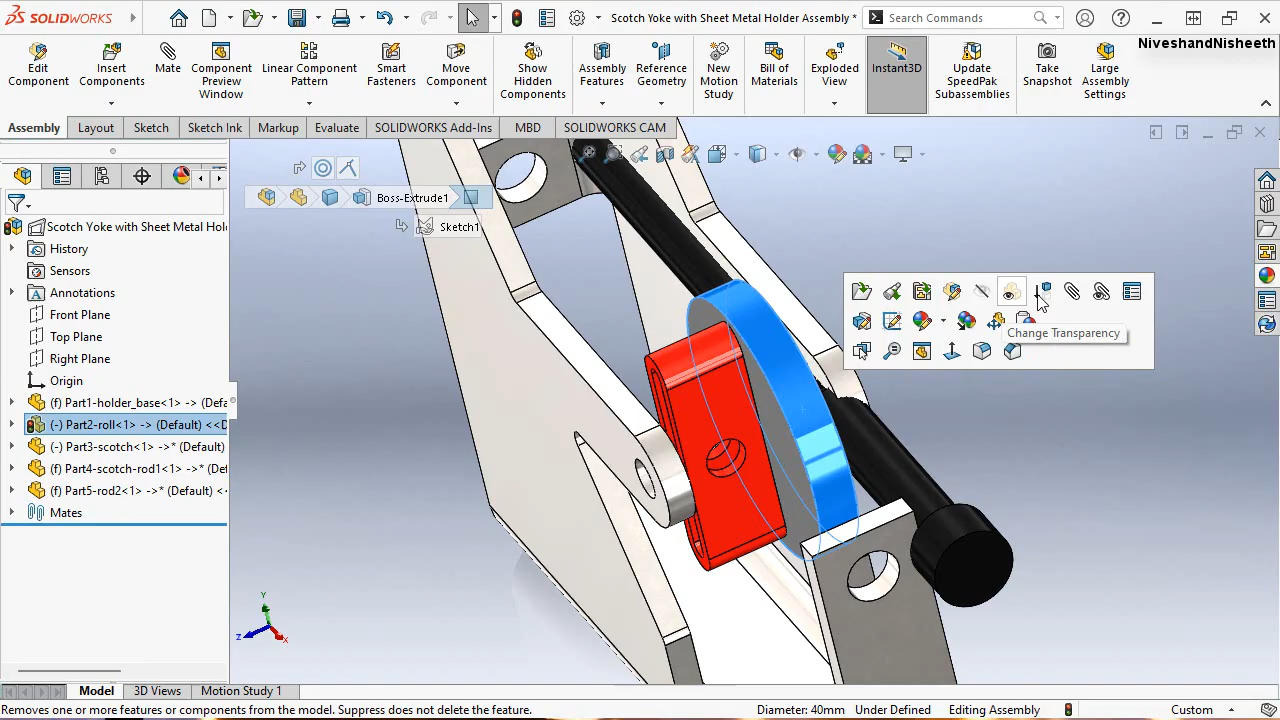 SOLIDWORKS
Scotch Yoke with Sheet Metal Holder Assembly *
Search Commands
NiveshandNisheeth
Edit Component
Insert Components
Mate
Component Preview Window
Linear Component Pattern
Smart Fasteners
Move Component
Show Hidden Components
Assembly Features
Reference Geometry
New Motion Study
Bill of Materials
Exploded View
Instant3D
Update SpeedPak Subassemblies
Take Snapshot
Large Assembly Settings
Assembly
Layout
Sketch
Sketch Ink
Markup
Evaluate
SOLIDWORKS Add-Ins
MBD
SOLIDWORKS CAM
Boss-Extrude1
Sketch1
Scotch Yoke with Sheet Metal Hol
History
Sensors
Annotations
Front Plane
Top Plane
Right Plane
Origin
(f) Part1-holder_base<1> -> (Defa
(-) Part2-roll<1> -> (Default) <<D
(-) Part3-scotch<1> ->* (Default)
(f) Part4-scotch-rod1<1> ->* (Def
(f) Part5-rod2<1> ->* (Default) <
Mates
Change Transparency
Y
Z
X
Model
3D Views
Motion Study 1
Removes one or more features or components from the model. Suppress does not delete the feature.
Diameter: 40mm
Under Defined
Editing Assembly
Custom